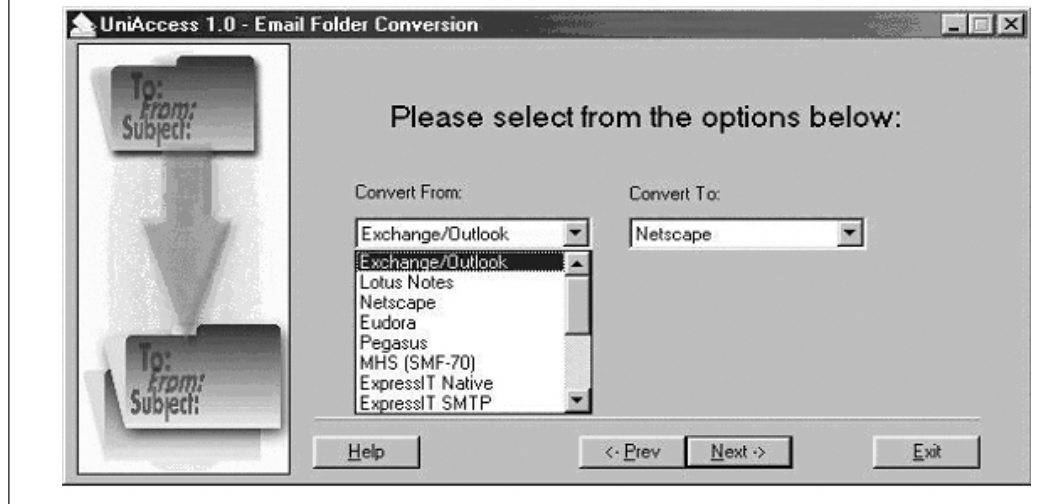 UniAccess 1.0 - Email Folder Conversion
To:
From:
Subject:
Please select from the options below:
Convert From:
Convert To:
Exchange/Outlook
Netscape
Exchange/Outlook
Lotus Notes
Netscape
Eudora
Pegasus
MHS (SMF-70)
ExpressIT Native
ExpressIT SMTP
To:
From:
Subject:
Help
<- Prev
Next ->
Exit